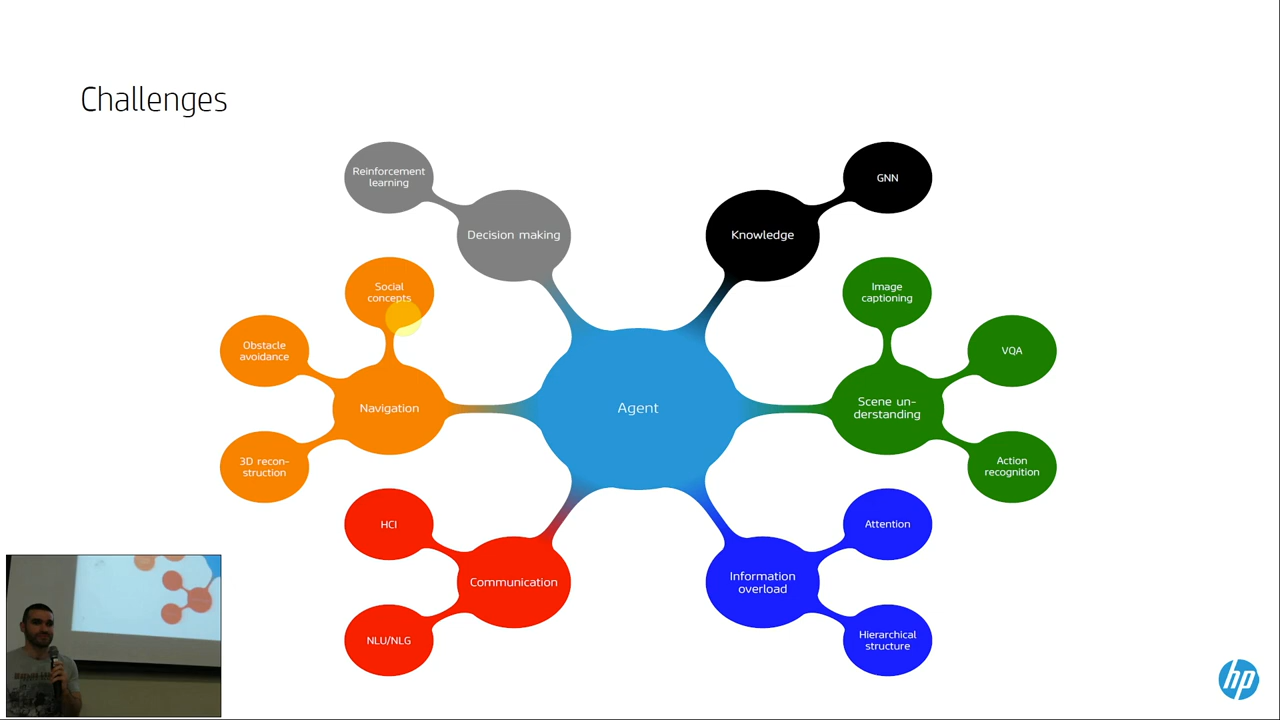 Challenges
Reinforcement
learning
Decision making
Knowledge
GNN
Social
concepts
Obstacle
avoidance
Navigation
3D recon-
struction
Agent
Image
captioning
VQA
Scene un-
derstanding
Action
recognition
HCI
Communication
NLU/NLG
Attention
Information
overload
Hierarchical
structure
hp